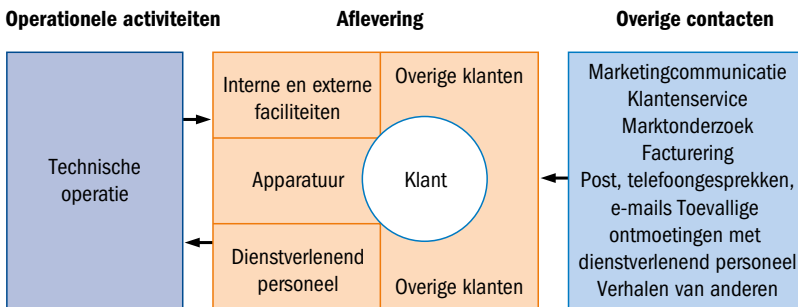 Operationele activiteiten
Aflevering
Overige contacten
Technische
operatie
Interne en externe
faciliteiten
Apparatuur
Dienstverlenend
personeel
Overige klanten
Klant
Overige klanten
Marketingcommunicatie
Klantenservice
Marktonderzoek
Facturering
Post, telefoongesprekken,
e-mails Toevallige
ontmoetingen met
dienstverlenend personeel
Verhalen van anderen